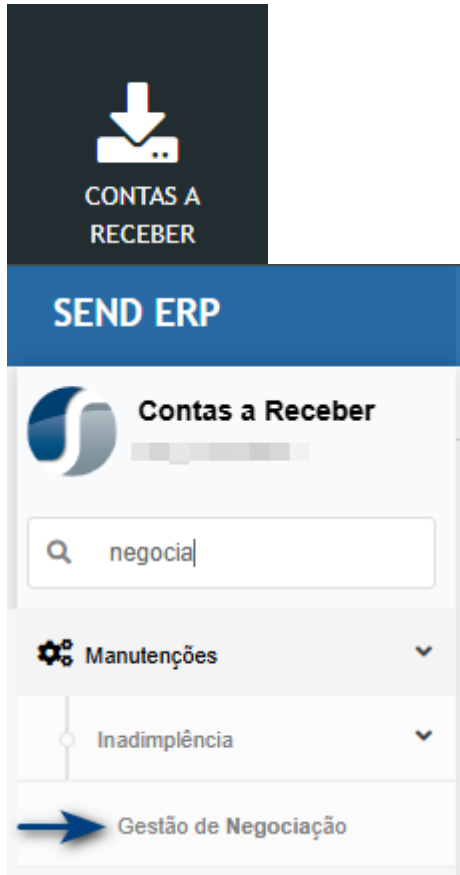 CONTAS A
RECEBER
SEND ERP
Contas a Receber
negocia
Manutenções
Inadimplência
Gestão de Negociação